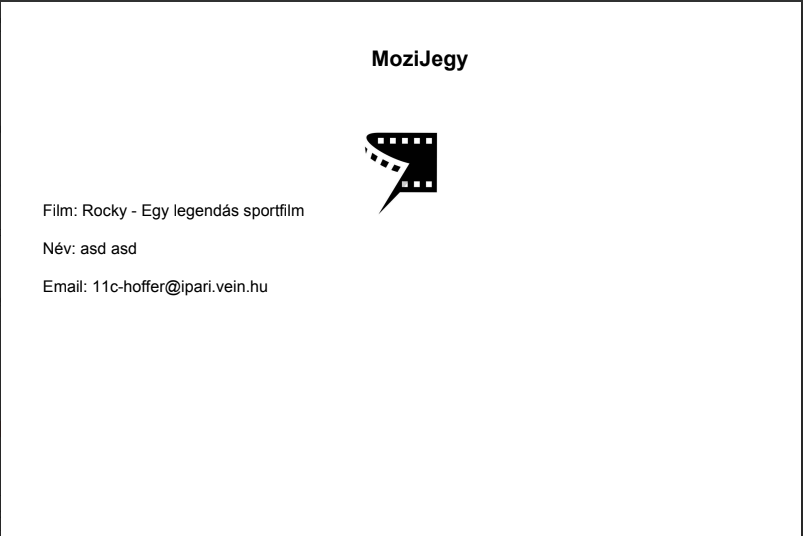 MoziJegy
Film: Rocky - Egy legendás sportfilm
Név: asd asd
Email: 11c-hoffer@ipari.vein.hu